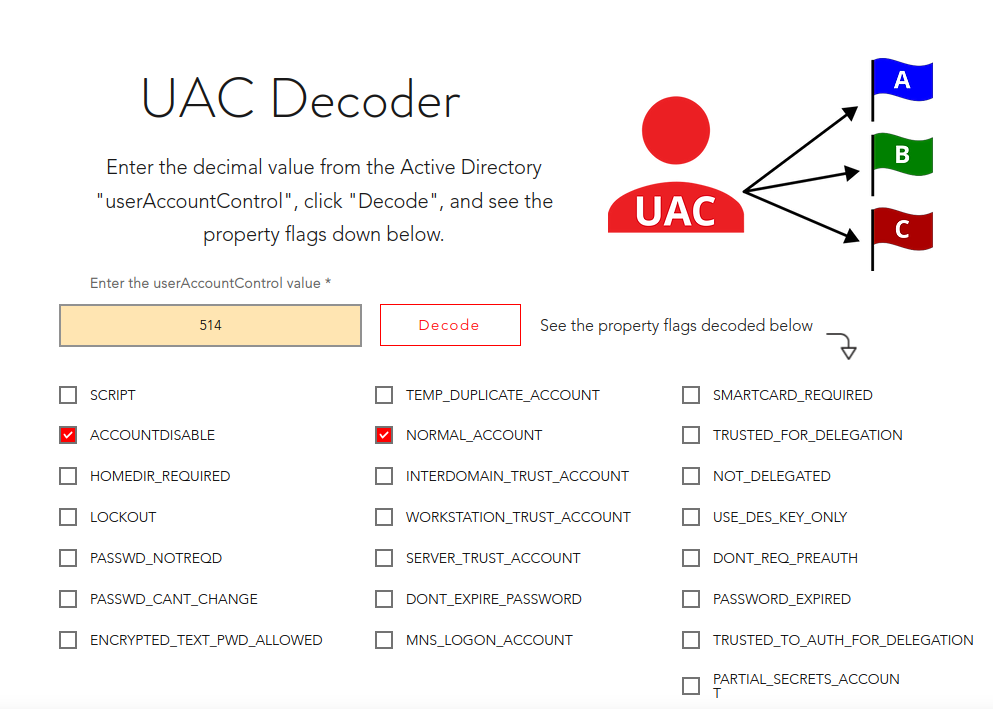 UAC Decoder
Enter the decimal value from the Active Directory
"userAccountControl", click "Decode", and see the
property flags down below.
UAC
A
B
C
Enter the userAccountControl value *
514
Decode
See the property flags decoded below
SCRIPT
ACCOUNTDISABLE
HOMEDIR_REQUIRED
LOCKOUT
PASSWD_NOTREQD
PASSWD_CANT_CHANGE
ENCRYPTED_TEXT_PWD_ALLOWED
TEMP_DUPLICATE_ACCOUNT
NORMAL_ACCOUNT
INTERDOMAIN_TRUST_ACCOUNT
WORKSTATION_TRUST_ACCOUNT
SERVER_TRUST_ACCOUNT
DONT_EXPIRE_PASSWORD
MNS_LOGON_ACCOUNT
SMARTCARD_REQUIRED
TRUSTED_FOR_DELEGATION
NOT_DELEGATED
USE_DES_KEY_ONLY
DONT_REQ_PREAUTH
PASSWORD_EXPIRED
TRUSTED_TO_AUTH_FOR_DELEGATION
PARTIAL_SECRETS_ACCOUN
T